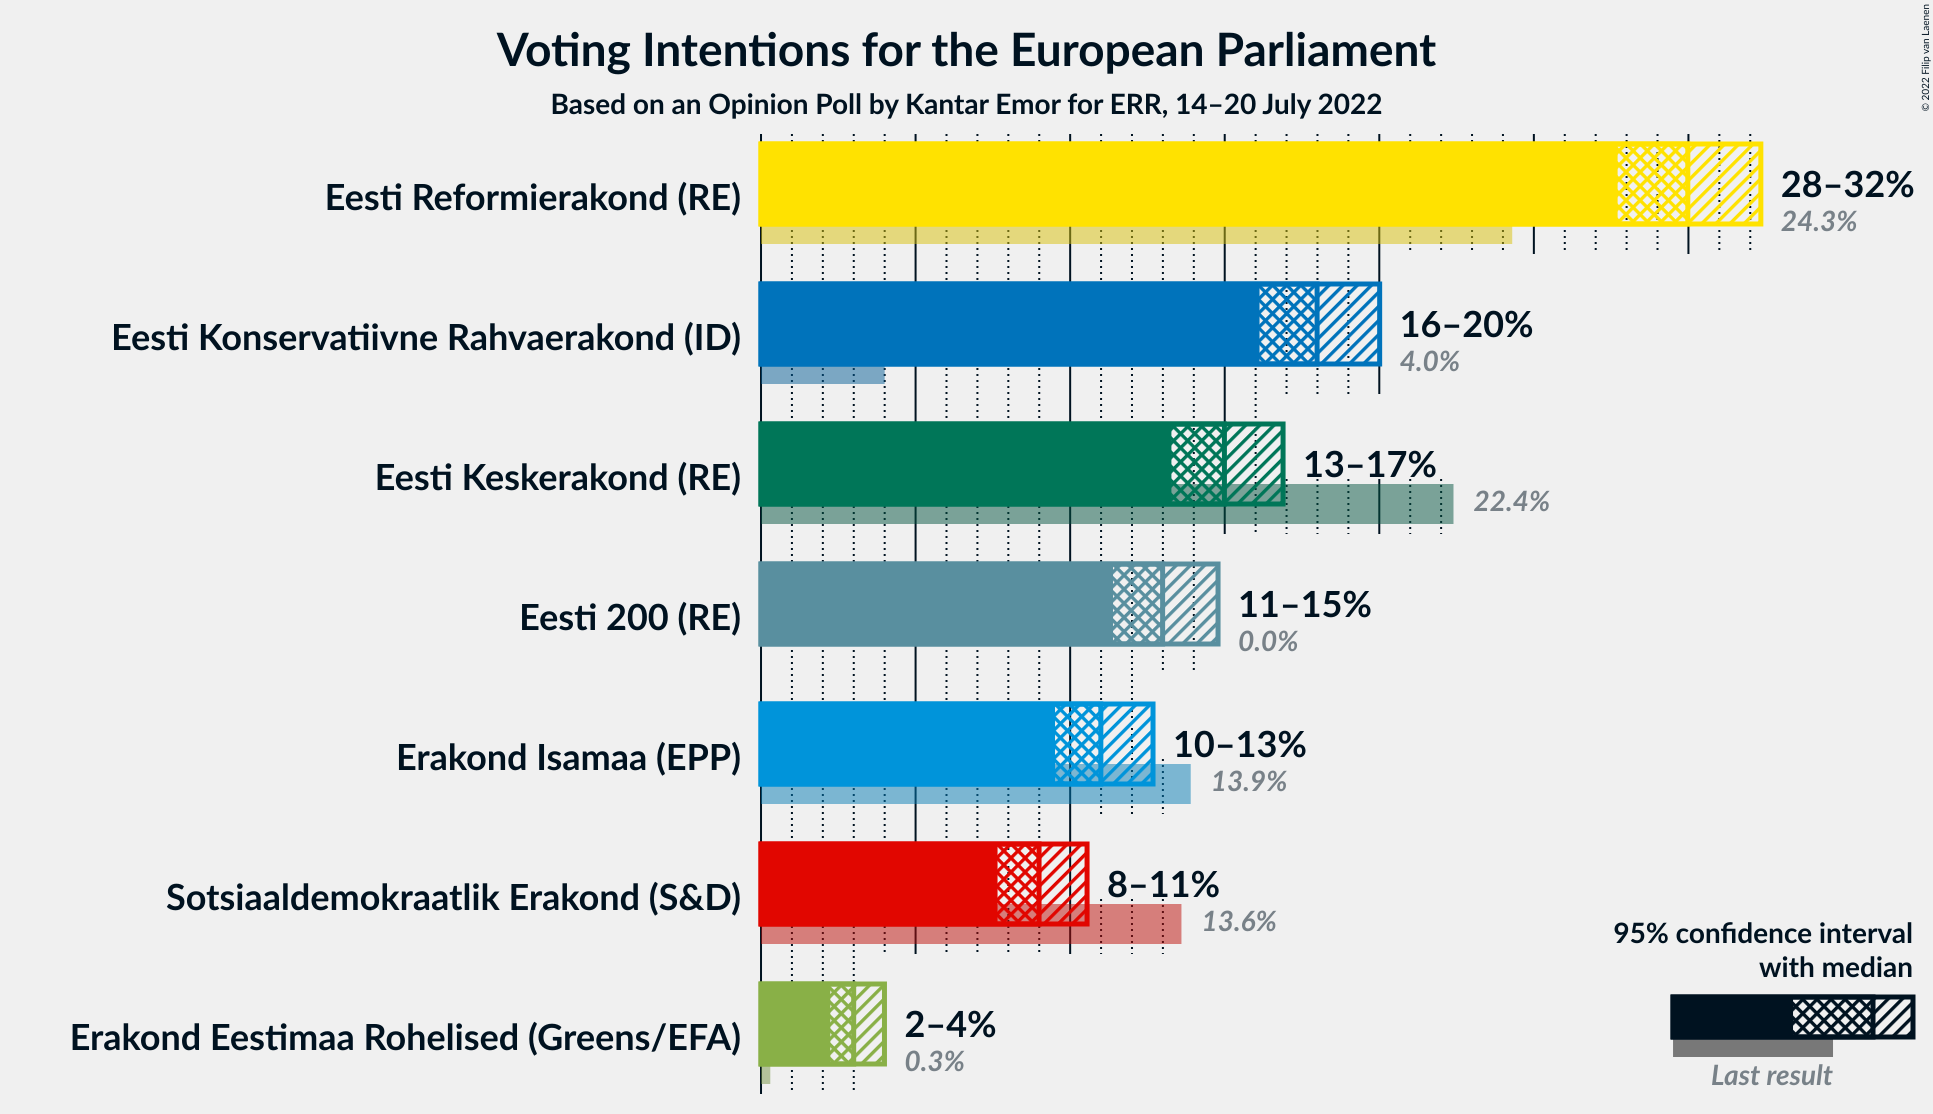 Voting Intentions for the European Parliament
Based on an Opinion Poll by Kantar Emor for ERR, 14–20 July 2022
© 2022 Filip van Laenen
Eesti Reformierakond (RE)
28–32%
24.3%
Eesti Konservatiivne Rahvaerakond (ID)
16–20%
4.0%
Eesti Keskerakond (RE)
13–17%
22.4%
Eesti 200 (RE)
11–15%
0.0%
Erakond Isamaa (EPP)
10–13%
13.9%
Sotsiaaldemokraatlik Erakond (S&D)
8–11%
13.6%
Erakond Eestimaa Rohelised (Greens/EFA)
2–4%
0.3%
95% confidence interval
with median
Last result